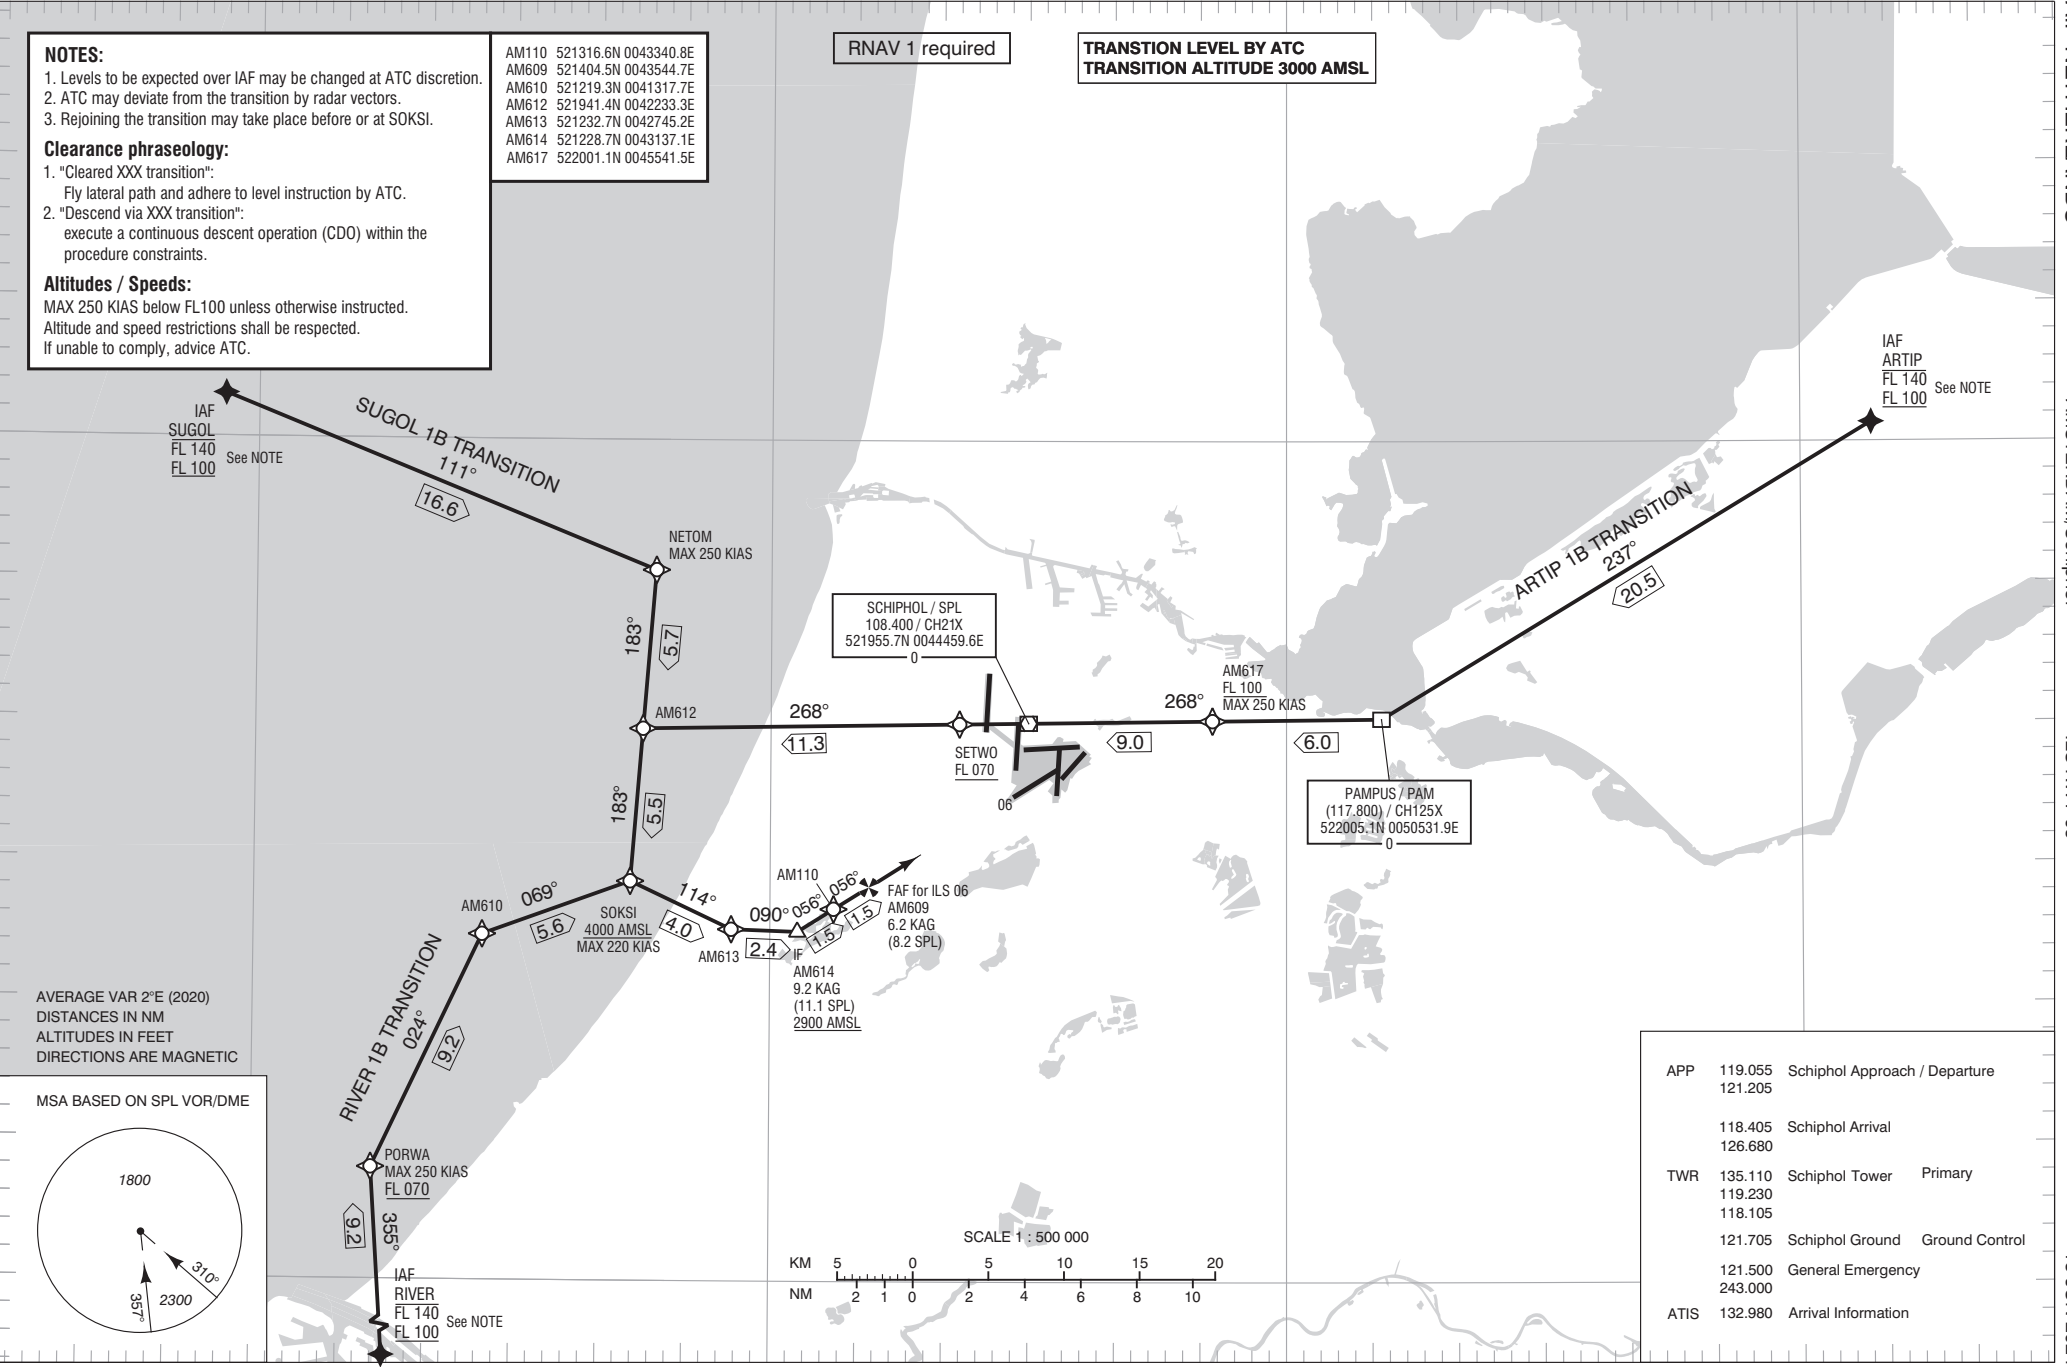 NOTES:
1. Levels to be expected over IAF may be changed at ATC discretion.
2. ATC may deviate from the transition by radar vectors.
3. Rejoining the transition may take place before or at SOKSI.
Clearance phraseology:
1. "Cleared XXX transition":
Fly lateral path and adhere to level instruction by ATC.
2. "Descend via XXX transition":
execute a continuous descent operation (CDO) within the
procedure constraints.
Altitudes / Speeds:
MAX 250 KIAS below FL100 unless otherwise instructed.
Altitude and speed restrictions shall be respected.
If unable to comply, advice ATC.
AM110 521316.6N 0043340.8E
AM609 521404.5N 0043544.7E
AM610 521219.3N 0041317.7E
AM612 521941.4N 0042233.3E
AM613 521232.7N 0042745.2E
AM614 521228.7N 0043137.1E
AM617 522001.1N 0045541.5E
RNAV 1 required
TRANSTION LEVEL BY ATC
TRANSITION ALTITUDE 3000 AMSL
IAF
SUGOL
FL 140
FL 100
See NOTE
SUGOL 1B TRANSITION
111°
16.6
NETOM
MAX 250 KIAS
183°
5.7
AM612
268°
11.3
183°
5.5
SCHIPHOL / SPL
108.400 / CH21X
521955.7N 0044459.6E
0
SETWO
FL 070
06
AM617
FL 100
MAX 250 KIAS
268°
9.0
6.0
IAF
ARTIP
FL 140
FL 100
See NOTE
ARTIP 1B TRANSITION
237°
20.5
PAMPUS / PAM
(117.800) / CH125X
522005.1N 0050531.9E
0
AM610
069°
5.6
SOKSI
4000 AMSL
MAX 220 KIAS
114°
4.0
AM613
090°
2.4
IF
AM614
9.2 KAG
(11.1 SPL)
2900 AMSL
AM110
056°
1.5
056°
1.5
FAF for ILS 06
AM609
6.2 KAG
(8.2 SPL)
RIVER 1B TRANSITION
024°
9.2
PORWA
MAX 250 KIAS
FL 070
355°
9.2
IAF
RIVER
FL 140
FL 100
See NOTE
AVERAGE VAR 2°E (2020)
DISTANCES IN NM
ALTITUDES IN FEET
DIRECTIONS ARE MAGNETIC
MSA BASED ON SPL VOR/DME
1800
310°
357°
2300
SCALE 1 : 500 000
KM 5 0 5 10 15 20
NM 2 1 0 2 4 6 8 10
APP 119.055 Schiphol Approach / Departure
121.205
118.405 Schiphol Arrival
126.680
TWR 135.110 Schiphol Tower Primary
119.230
118.105
121.705 Schiphol Ground Ground Control
121.500 General Emergency
243.000
ATIS 132.980 Arrival Information